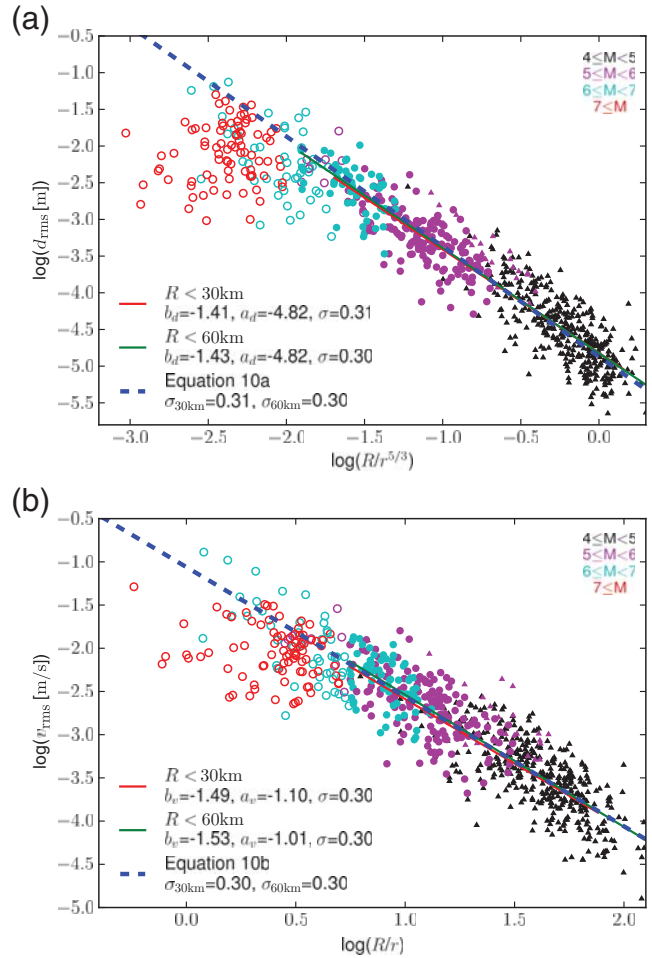 (a)
−0.5
−1.0
−1.5
−2.0
−2.5
−3.0
−3.5
−4.0
−4.5
−5.0
−5.5
log(d_rms [m])
4≤M<5
5≤M<6
6≤M<7
7≤M
R < 30km
b_d=-1.41, a_d=-4.82, σ=0.31
R < 60km
b_d=-1.43, a_d=-4.82, σ=0.30
Equation 10a
σ_30km=0.31, σ_60km=0.30
−3.0 −2.5 −2.0 −1.5 −1.0 −0.5 0.0
log(R/r^5/3)
(b)
−0.5
−1.0
−1.5
−2.0
−2.5
−3.0
−3.5
−4.0
−4.5
−5.0
log(v_rms [m/s])
4≤M<5
5≤M<6
6≤M<7
7≤M
R < 30km
b_v=-1.49, a_v=-1.10, σ=0.30
R < 60km
b_v=-1.53, a_v=-1.01, σ=0.30
Equation 10b
σ_30km=0.30, σ_60km=0.30
0.0 0.5 1.0 1.5 2.0
log(R/r)